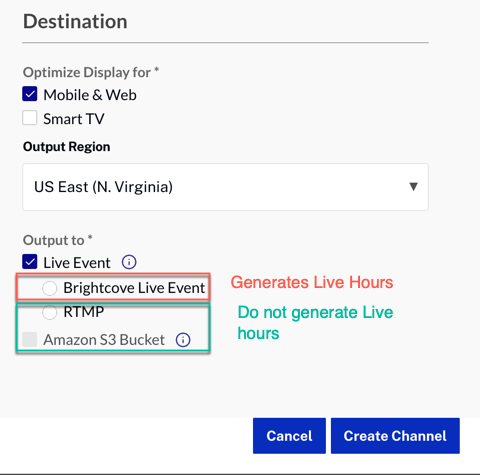 Destination
Optimize Display for *
Mobile & Web
Smart TV
Output Region
US East (N. Virginia)
Output to *
Live Event
Brightcove Live Event
Generates Live Hours
RTMP
Do not generate Live
hours
Amazon S3 Bucket
Cancel
Create Channel